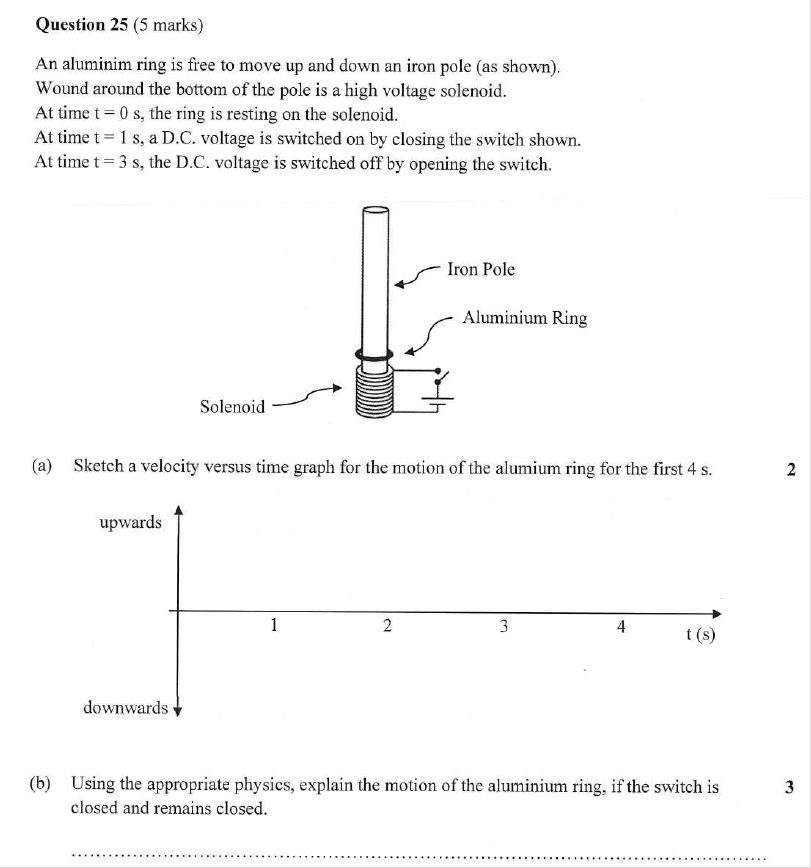 Question 25 (5 marks)
An aluminim ring is free to move up and down an iron pole (as shown).
Wound around the bottom of the pole is a high voltage solenoid.
At time t = 0 s, the ring is resting on the solenoid.
At time t = 1 s, a D.C. voltage is switched on by closing the switch shown.
At time t = 3 s, the D.C. voltage is switched off by opening the switch.
Iron Pole
Aluminium Ring
Solenoid
(a) Sketch a velocity versus time graph for the motion of the alumium ring for the first 4 s. 2
upwards
1 2 3 4 t (s)
downwards
(b) Using the appropriate physics, explain the motion of the aluminium ring, if the switch is 3
closed and remains closed.